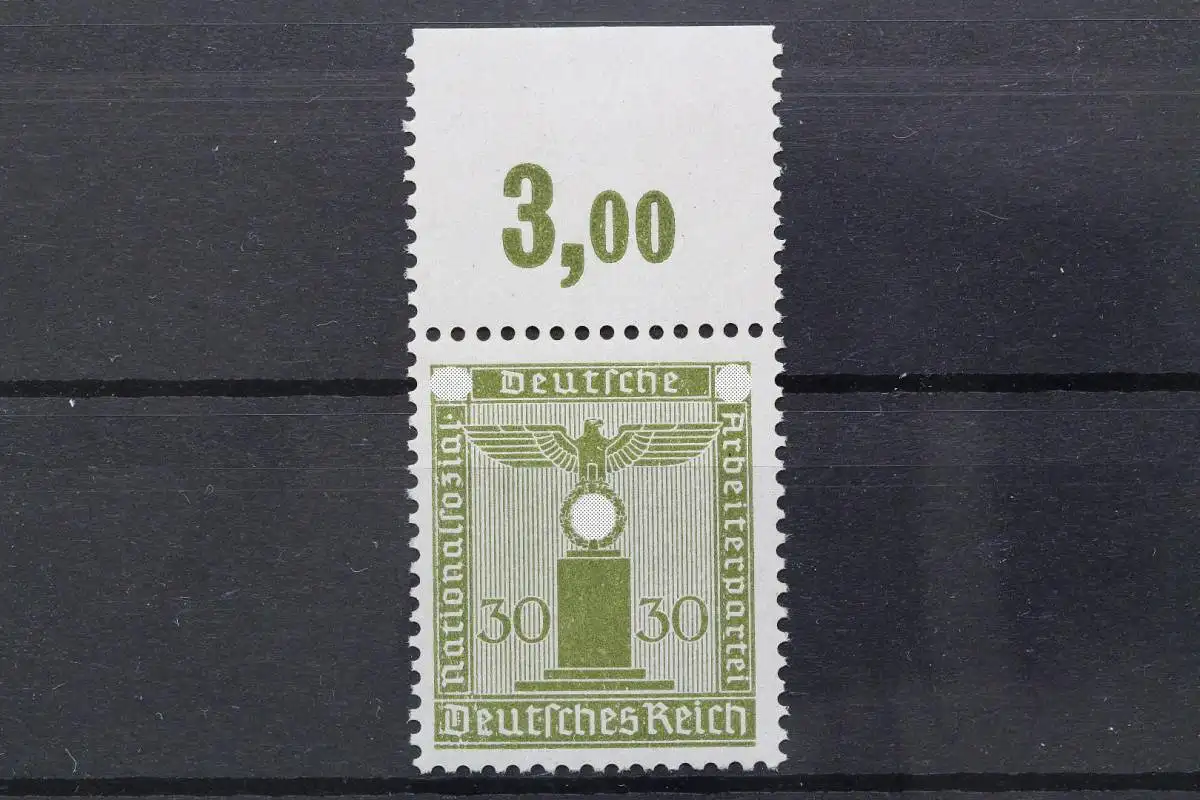 3,00
Deutsche
Nationalsozial.
Arbeiterpartei
30 30
Deutsches Reich